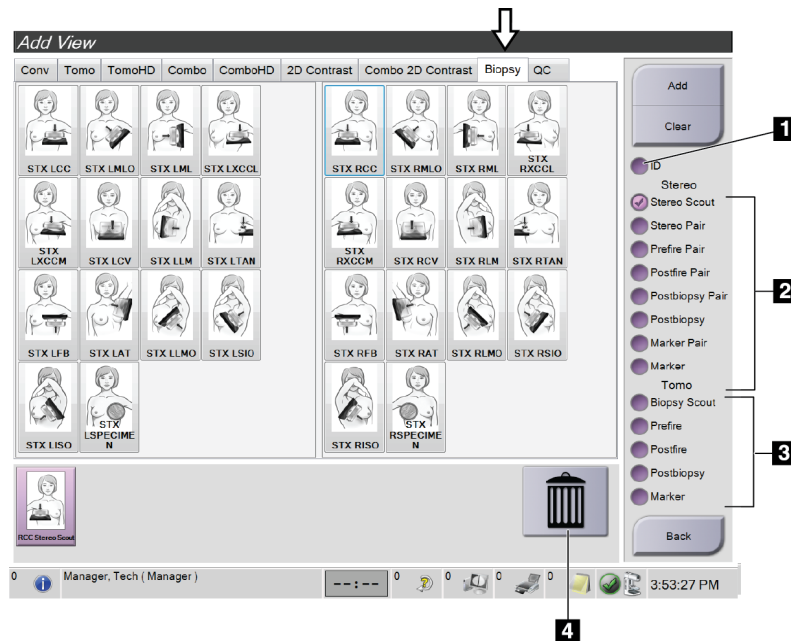 Add View
Conv Tomo TomoHD Combo ComboHD 2D Contrast Combo 2D Contrast Biopsy QC
STX LCC STX LMLO STX LML STX LXCCL
STX RCC STX RMLO STX RML STX RXCCL
STX LXCCM STX LCV STX LLM STX LTAN
STX RXCCM STX RCV STX RLM STX RTAN
STX LFB STX LAT STX LLMO STX LSIO
STX RFB STX RAT STX RLMO STX RSIO
STX LISO STX LSPECIMEN
STX RISO STX RSPECIMEN
Add
Clear
ID
1
Stereo
Stereo Scout
Stereo Pair
Prefire Pair
Postfire Pair
Postbiopsy Pair
2
Postbiopsy
Marker Pair
Marker
Tomo
Biopsy Scout
Prefire
Postfire
3
Postbiopsy
Marker
Back
RCC Stereo Scout
0 Manager, Tech ( Manager ) --:-- 0 0 0 0 3:53:27 PM
4